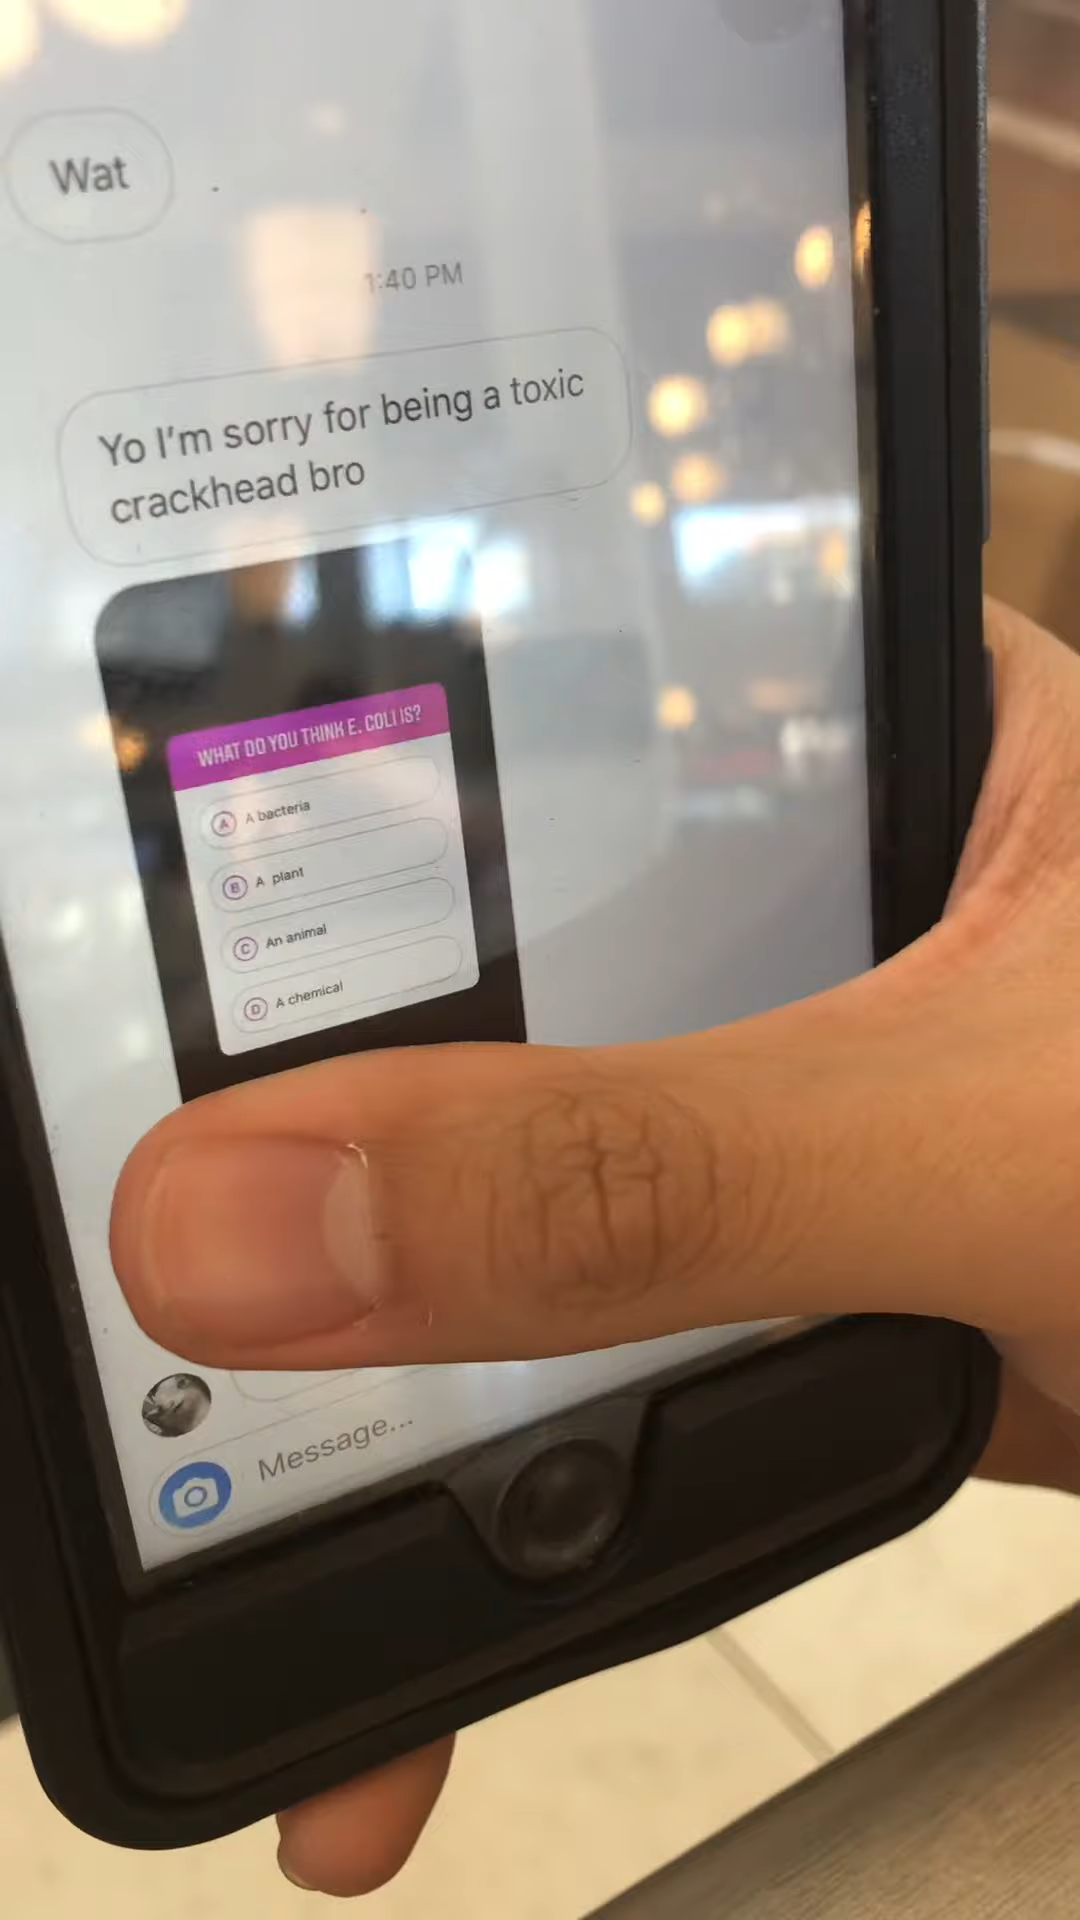 Wat
1:40 PM
Yo I'm sorry for being a toxic
crackhead bro
WHAT DO YOU THINK E. COLI IS?
A A bacteria
B A plant
C An animal
D A chemical
Message...